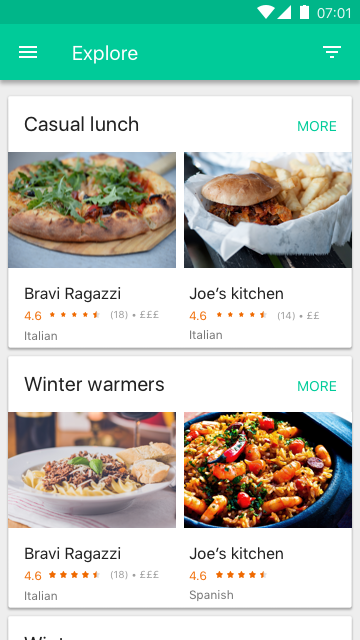 07:01
Explore
Casual lunch MORE
Bravi Ragazzi Joe's kitchen
4.6 (18) • £££ 4.6 (14) • ££
Italian Italian
Winter warmers MORE
Bravi Ragazzi Joe's kitchen
4.6 (18) • £££ 4.6
Italian Spanish